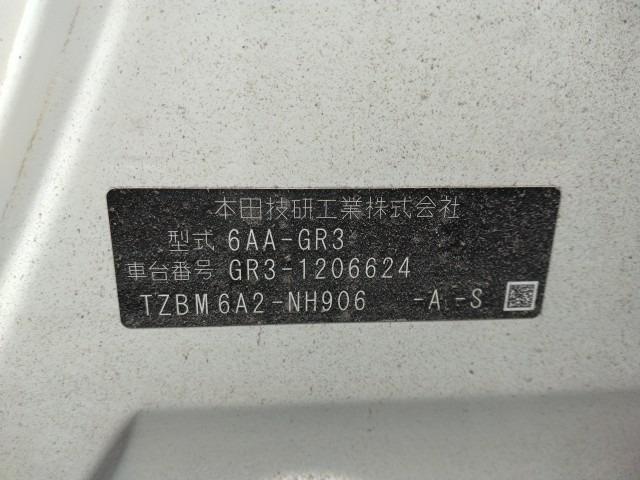 本田技研工業株式会社
型式 6AA-GR3
車台番号 GR3-1206624
TZBM 6A2-NH906 -A -S